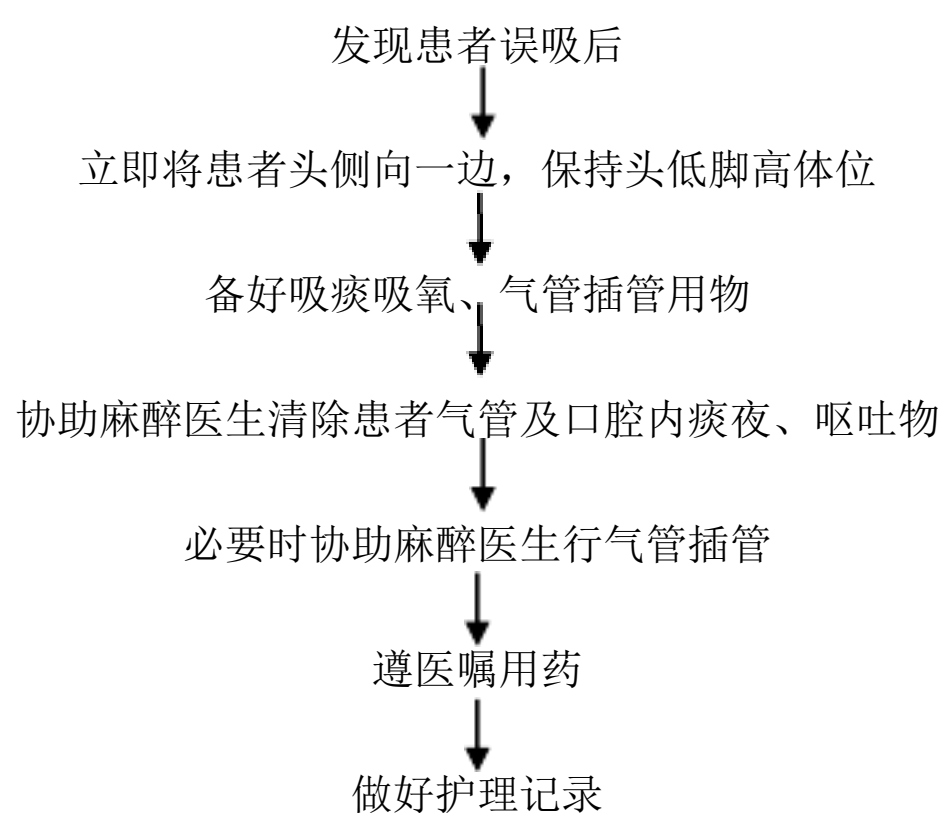 发现患者误吸后
立即将患者头侧向一边，保持头低脚高体位
备好吸痰吸氧、气管插管用物
协助麻醉医生清除患者气管及口腔内痰夜、呕吐物
必要时协助麻醉医生行气管插管
遵医嘱用药
做好护理记录